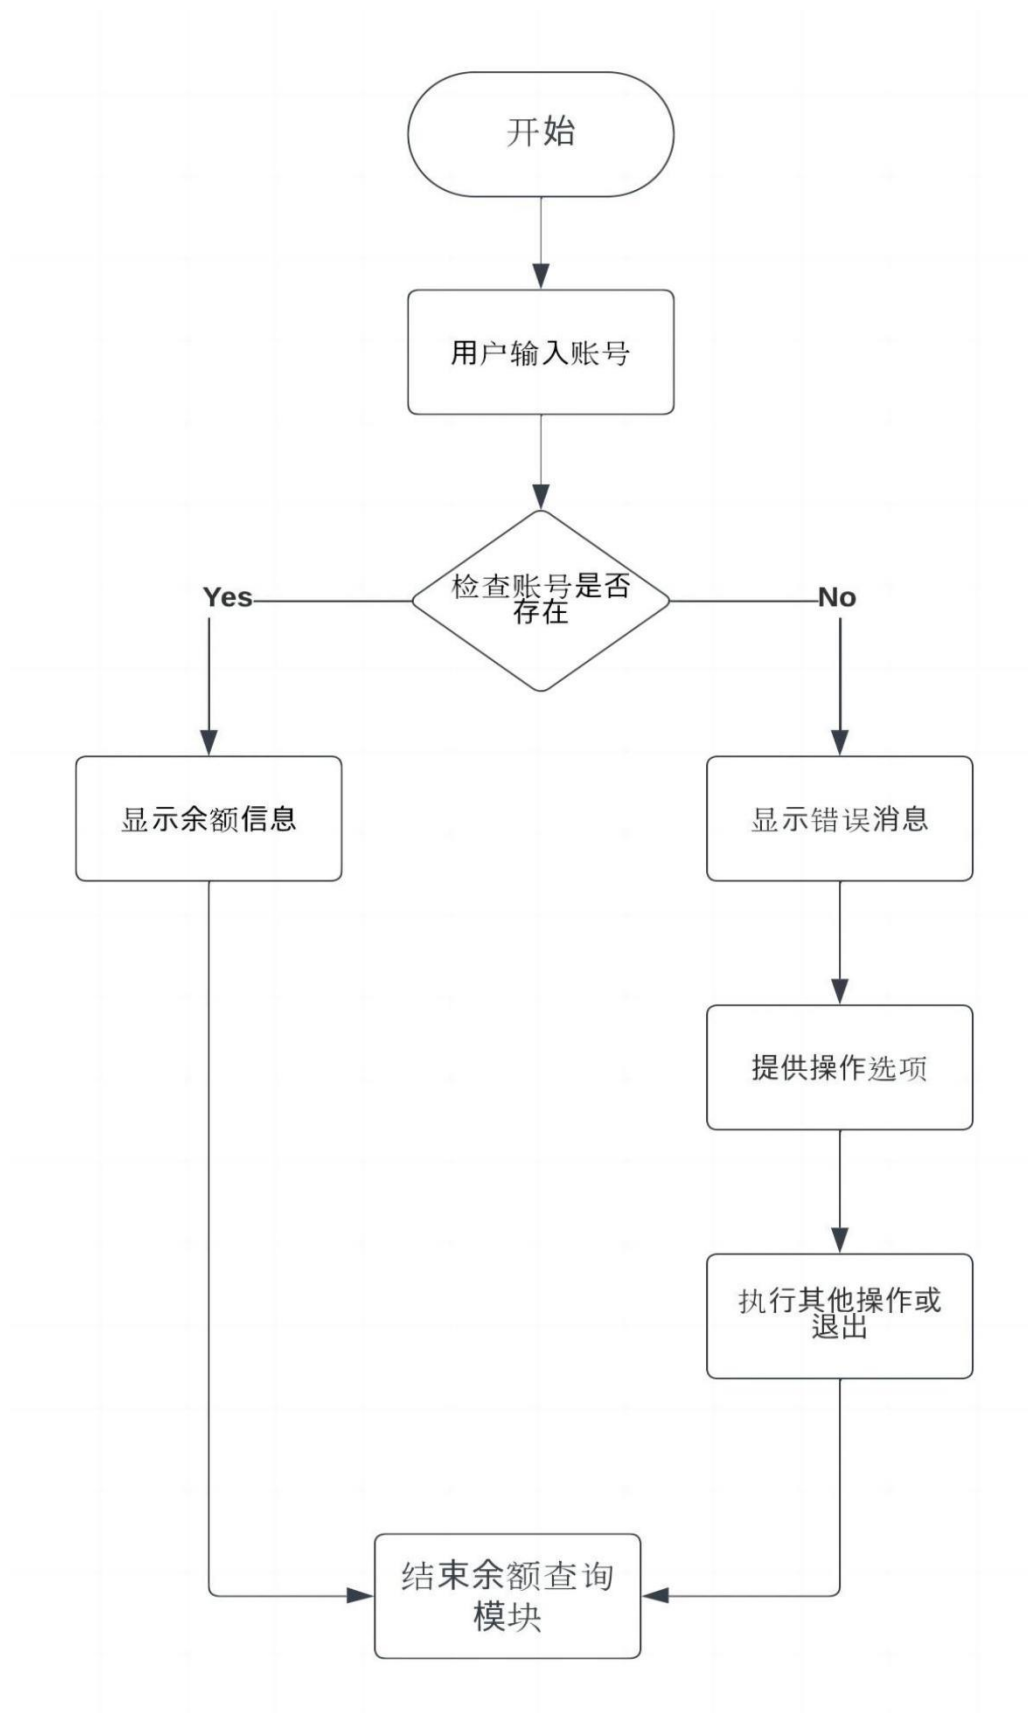 开始
用户输入账号
检查账号是否
存在
Yes
No
显示余额信息
显示错误消息
提供操作选项
执行其他操作或
退出
结束余额查询
模块